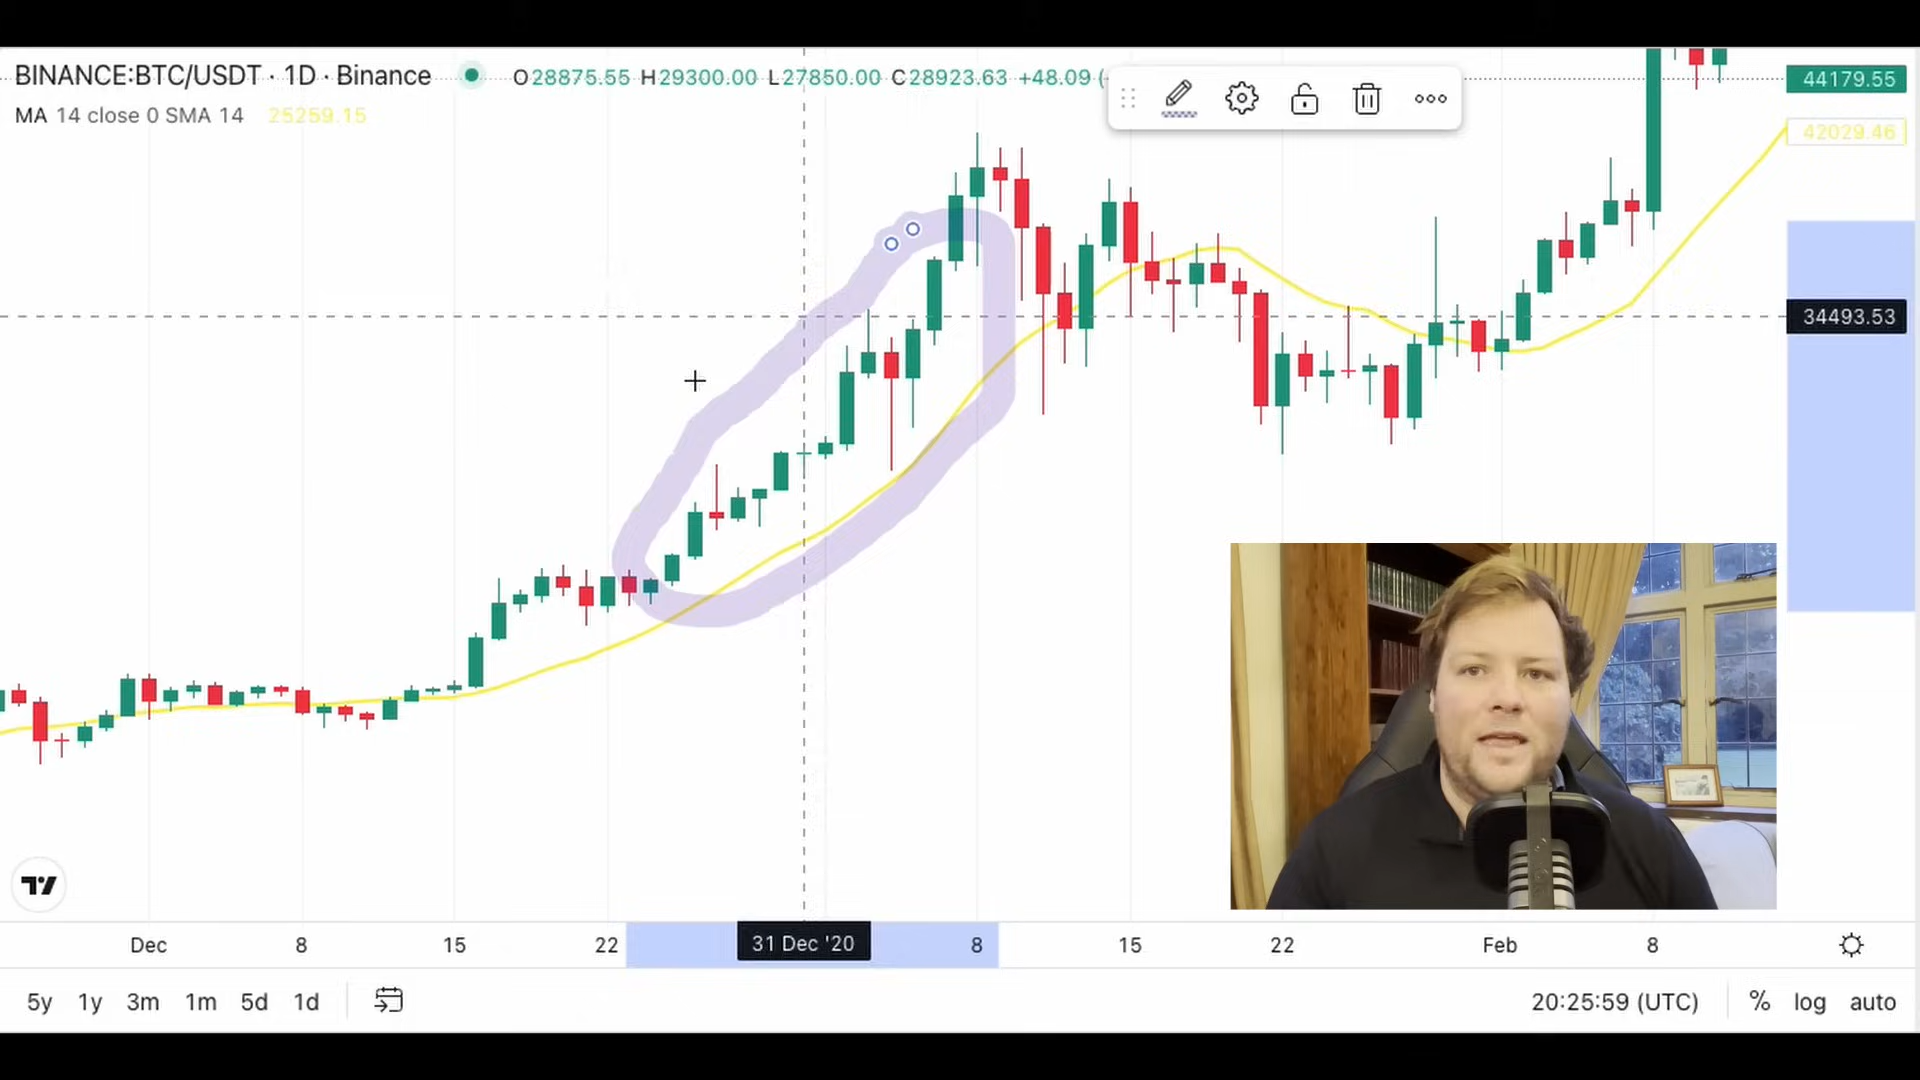 BINANCE:BTC/USDT · 1D · Binance O28875.55 H29300.00 L27850.00 C28923.63 +48.09 (
MA 14 close 0 SMA 14 25259.15
44179.55
42029.46
34493.53
Dec 8 15 22 31 Dec '20 8 15 22 Feb 8
5y 1y 3m 1m 5d 1d 20:25:59 (UTC) % log auto